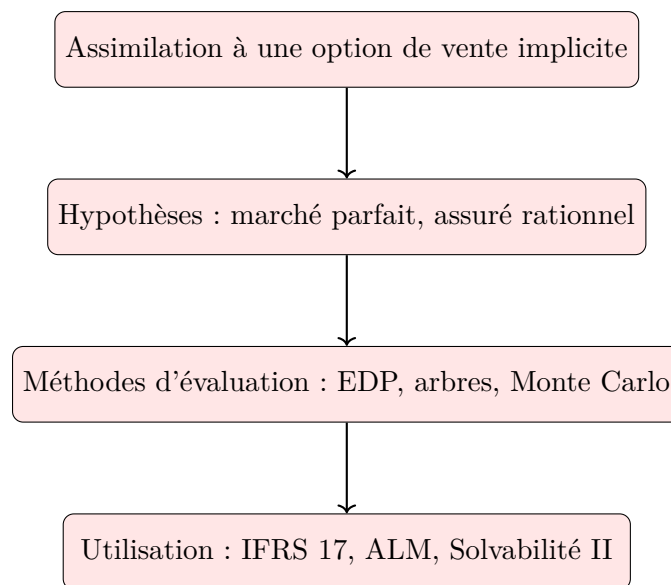 Assimilation à une option de vente implicite
Hypothèses : marché parfait, assuré rationnel
Méthodes d'évaluation : EDP, arbres, Monte Carlo
Utilisation : IFRS 17, ALM, Solvabilité II